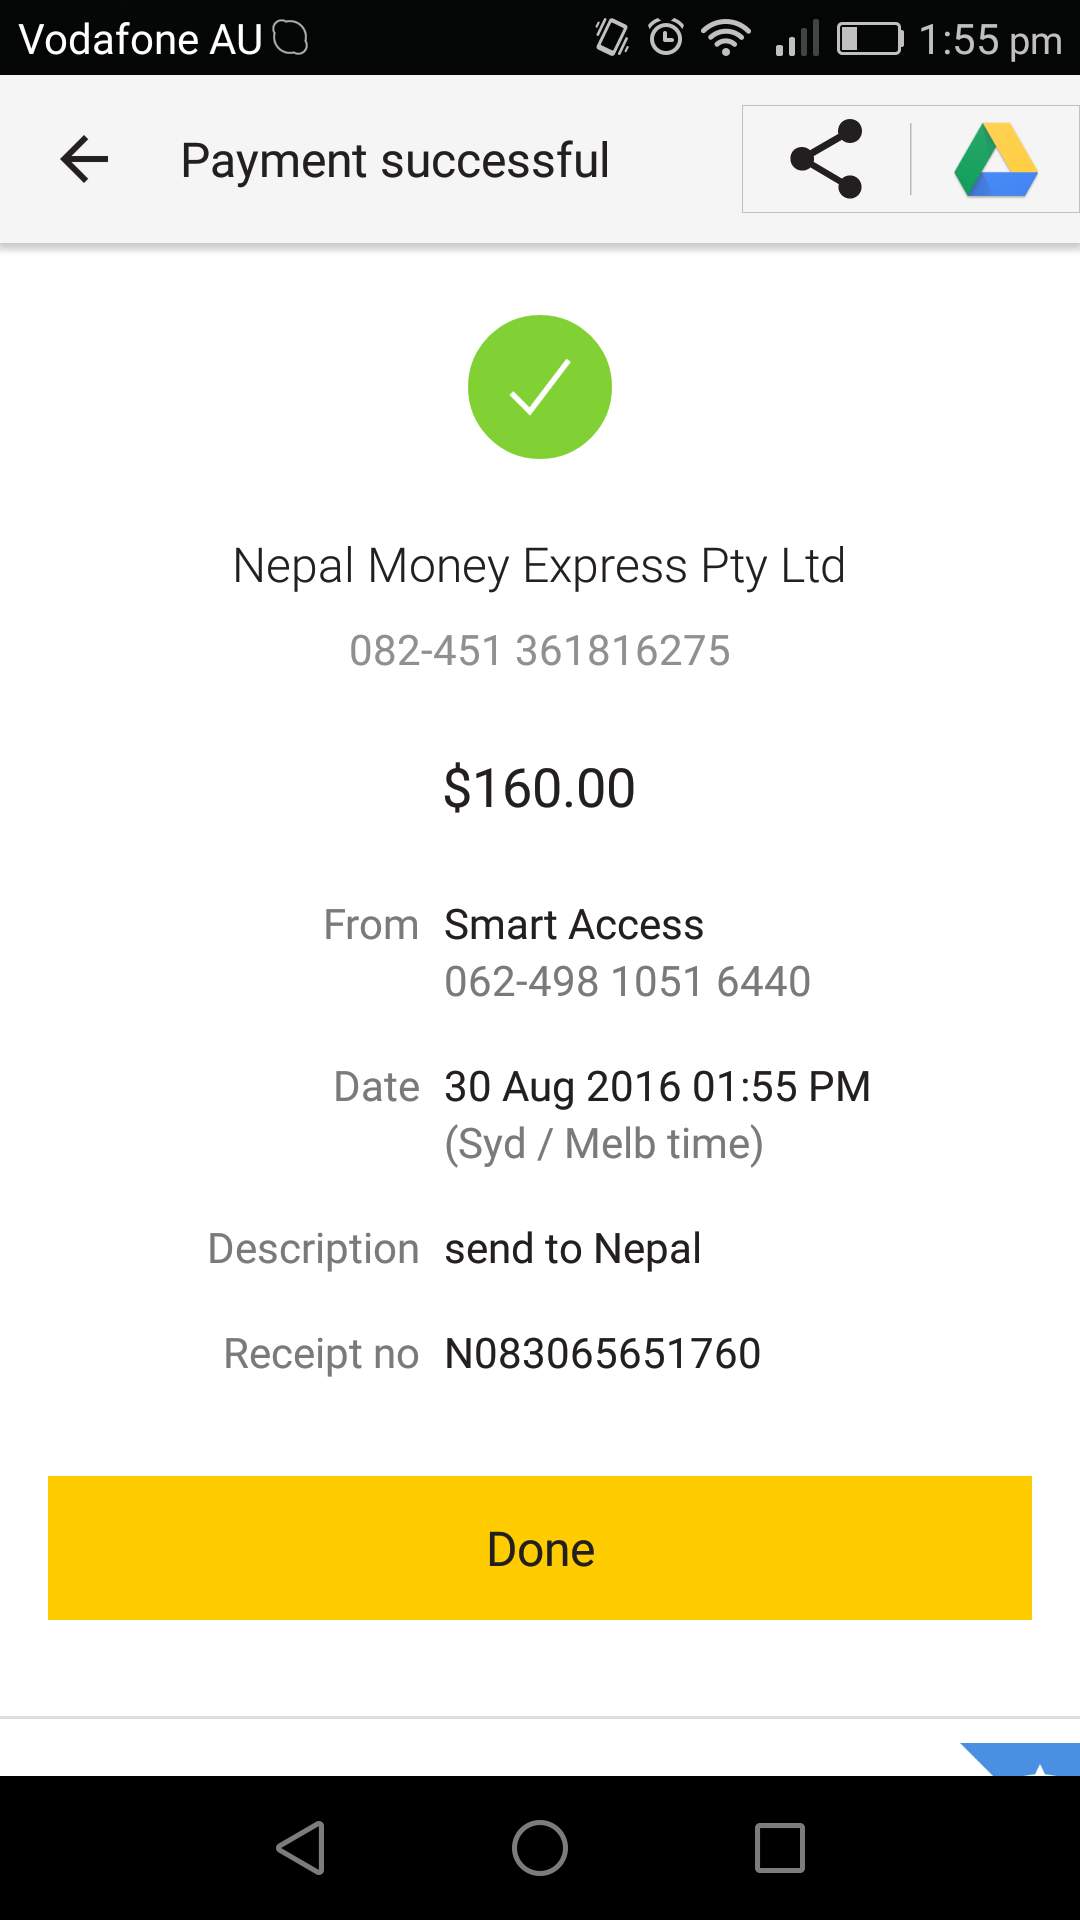 Vodafone AU 1:55 pm
Payment successful
Nepal Money Express Pty Ltd
082-451 361816275
$160.00
From Smart Access
062-498 1051 6440
Date 30 Aug 2016 01:55 PM
(Syd / Melb time)
Description send to Nepal
Receipt no N083065651760
Done